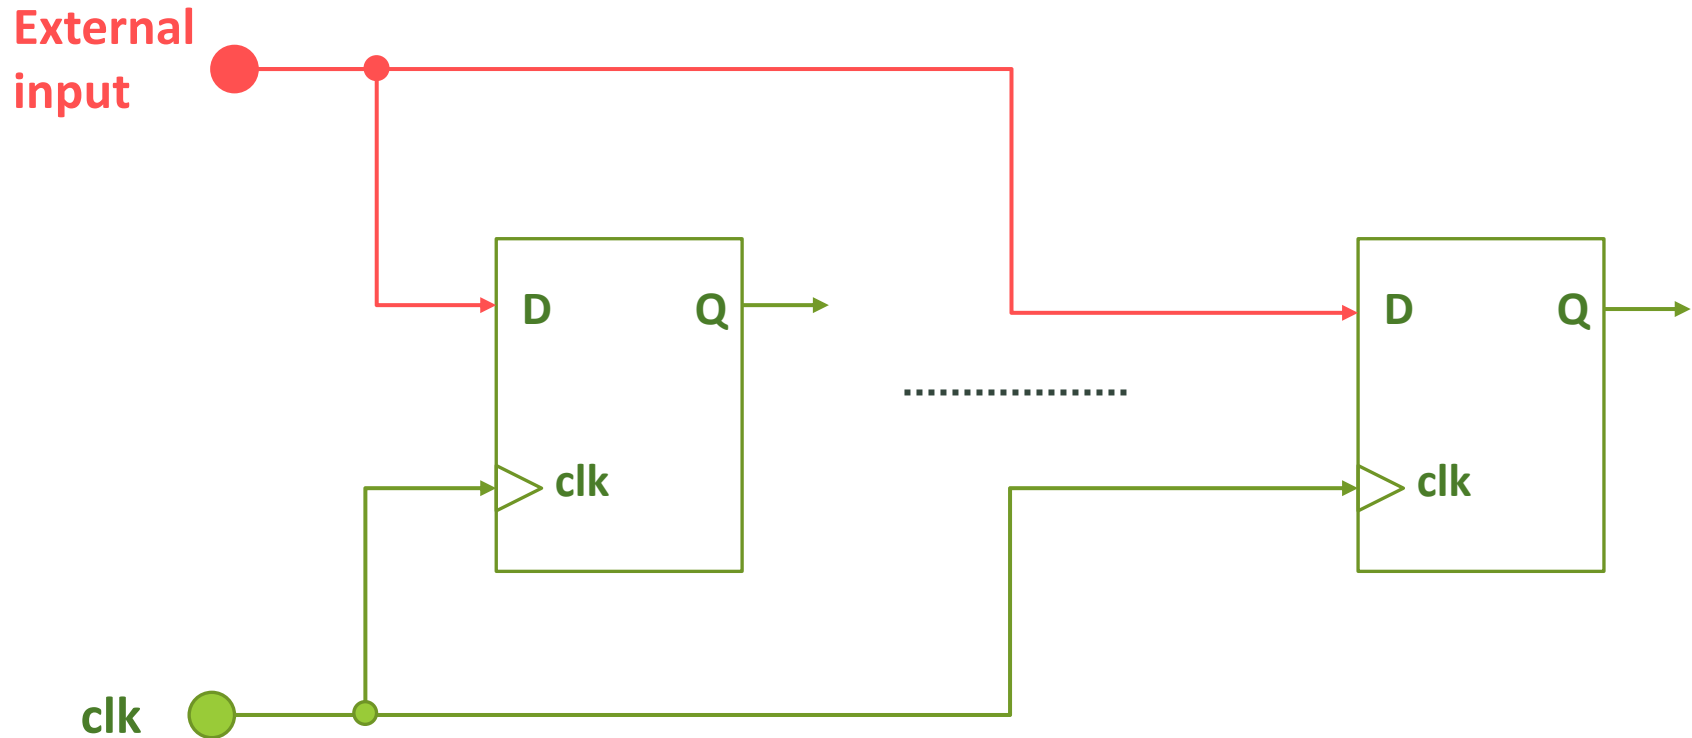 External
input
D
Q
D
Q
clk
clk
clk